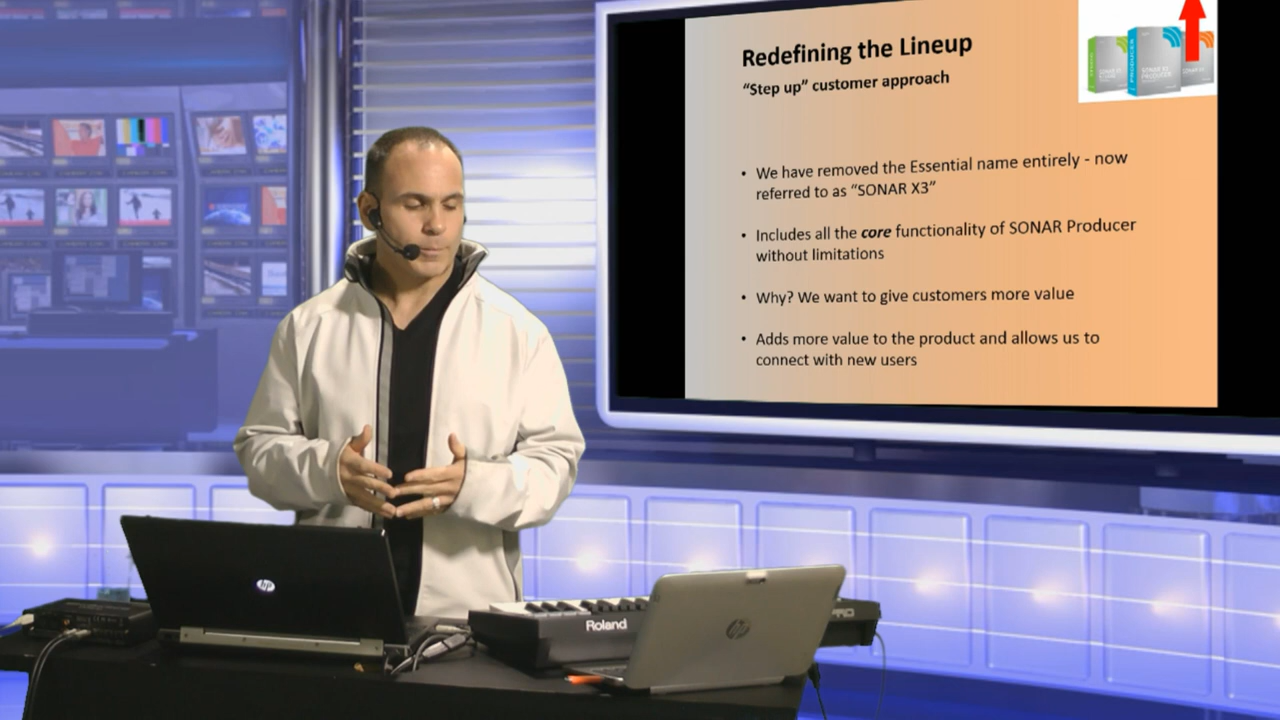 Redefining the Lineup
“Step up” customer approach
• We have removed the Essential name entirely - now
referred to as “SONAR X3”
• Includes all the core functionality of SONAR Producer
without limitations
• Why? We want to give customers more value
• Adds more value to the product and allows us to
connect with new users
PRODUCER
hp
Roland
hp